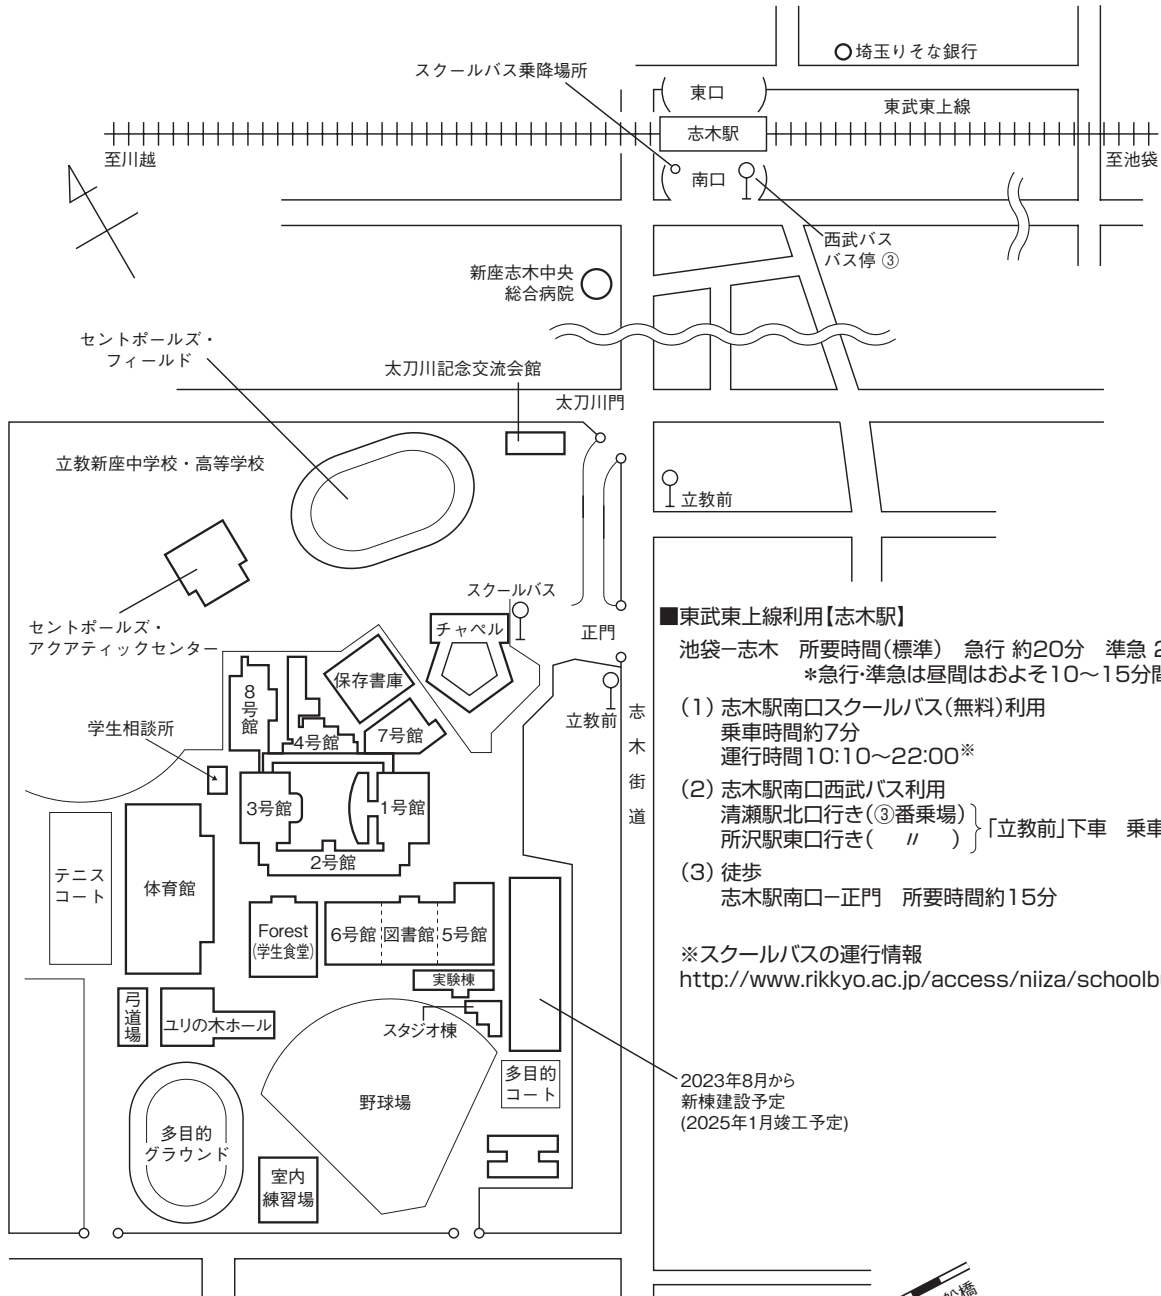 埼玉りそな銀行
スクールバス乗降場所
東口
東武東上線
志木駅
至川越
至池袋
南口
西武バス
バス停 ③
新座志木中央
総合病院
セントポールズ・
フィールド
太刀川記念交流会館
太刀川門
立教新座中学校・高等学校
立教前
スクールバス
セントポールズ・
アクアティックセンター
チャペル
正門
保存書庫
8号館
立教前
志木街道
学生相談所
4号館
7号館
3号館
1号館
2号館
テニス
コート
体育館
Forest
(学生食堂)
6号館
図書館
5号館
実験棟
弓道場
ユリの木ホール
スタジオ棟
多目的
コート
野球場
2023年8月から
新棟建設予定
(2025年1月竣工予定)
多目的
グラウンド
室内
練習場
■東武東上線利用【志木駅】
池袋−志木 所要時間(標準) 急行 約20分 準急 2
*急行・準急は昼間はおよそ10〜15分間
(1) 志木駅南口スクールバス(無料)利用
乗車時間約7分
運行時間10:10〜22:00※
(2) 志木駅南口西武バス利用
清瀬駅北口行き(③番乗場)
所沢駅東口行き( 〃 )
「立教前」下車 乗車
(3) 徒歩
志木駅南口−正門 所要時間約15分
※スクールバスの運行情報
http://www.rikkyo.ac.jp/access/niiza/schoolb
船橋